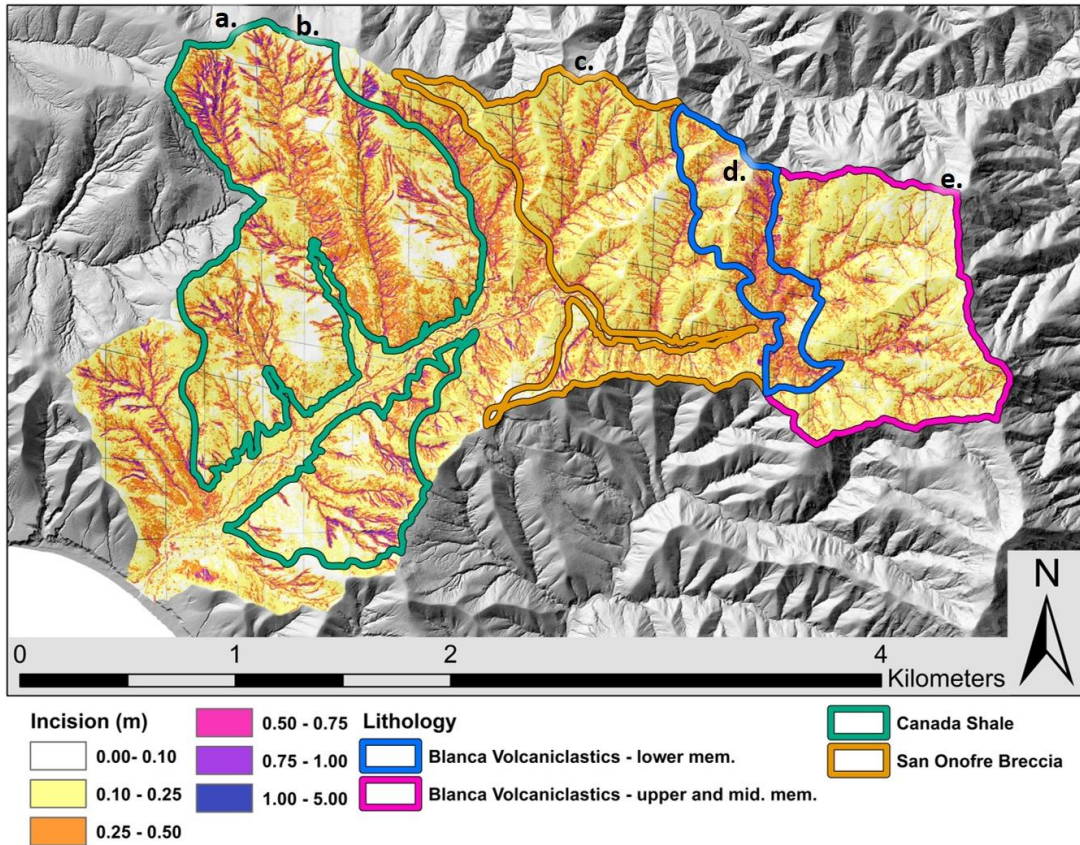 a.
b.
c.
d.
e.
N
0 1 2 4
Kilometers
Incision (m)
0.00- 0.10
0.10 - 0.25
0.25 - 0.50
0.50 - 0.75
0.75 - 1.00
1.00 - 5.00
Lithology
Blanca Volcaniclastics - lower mem.
Blanca Volcaniclastics - upper and mid. mem.
Canada Shale
San Onofre Breccia